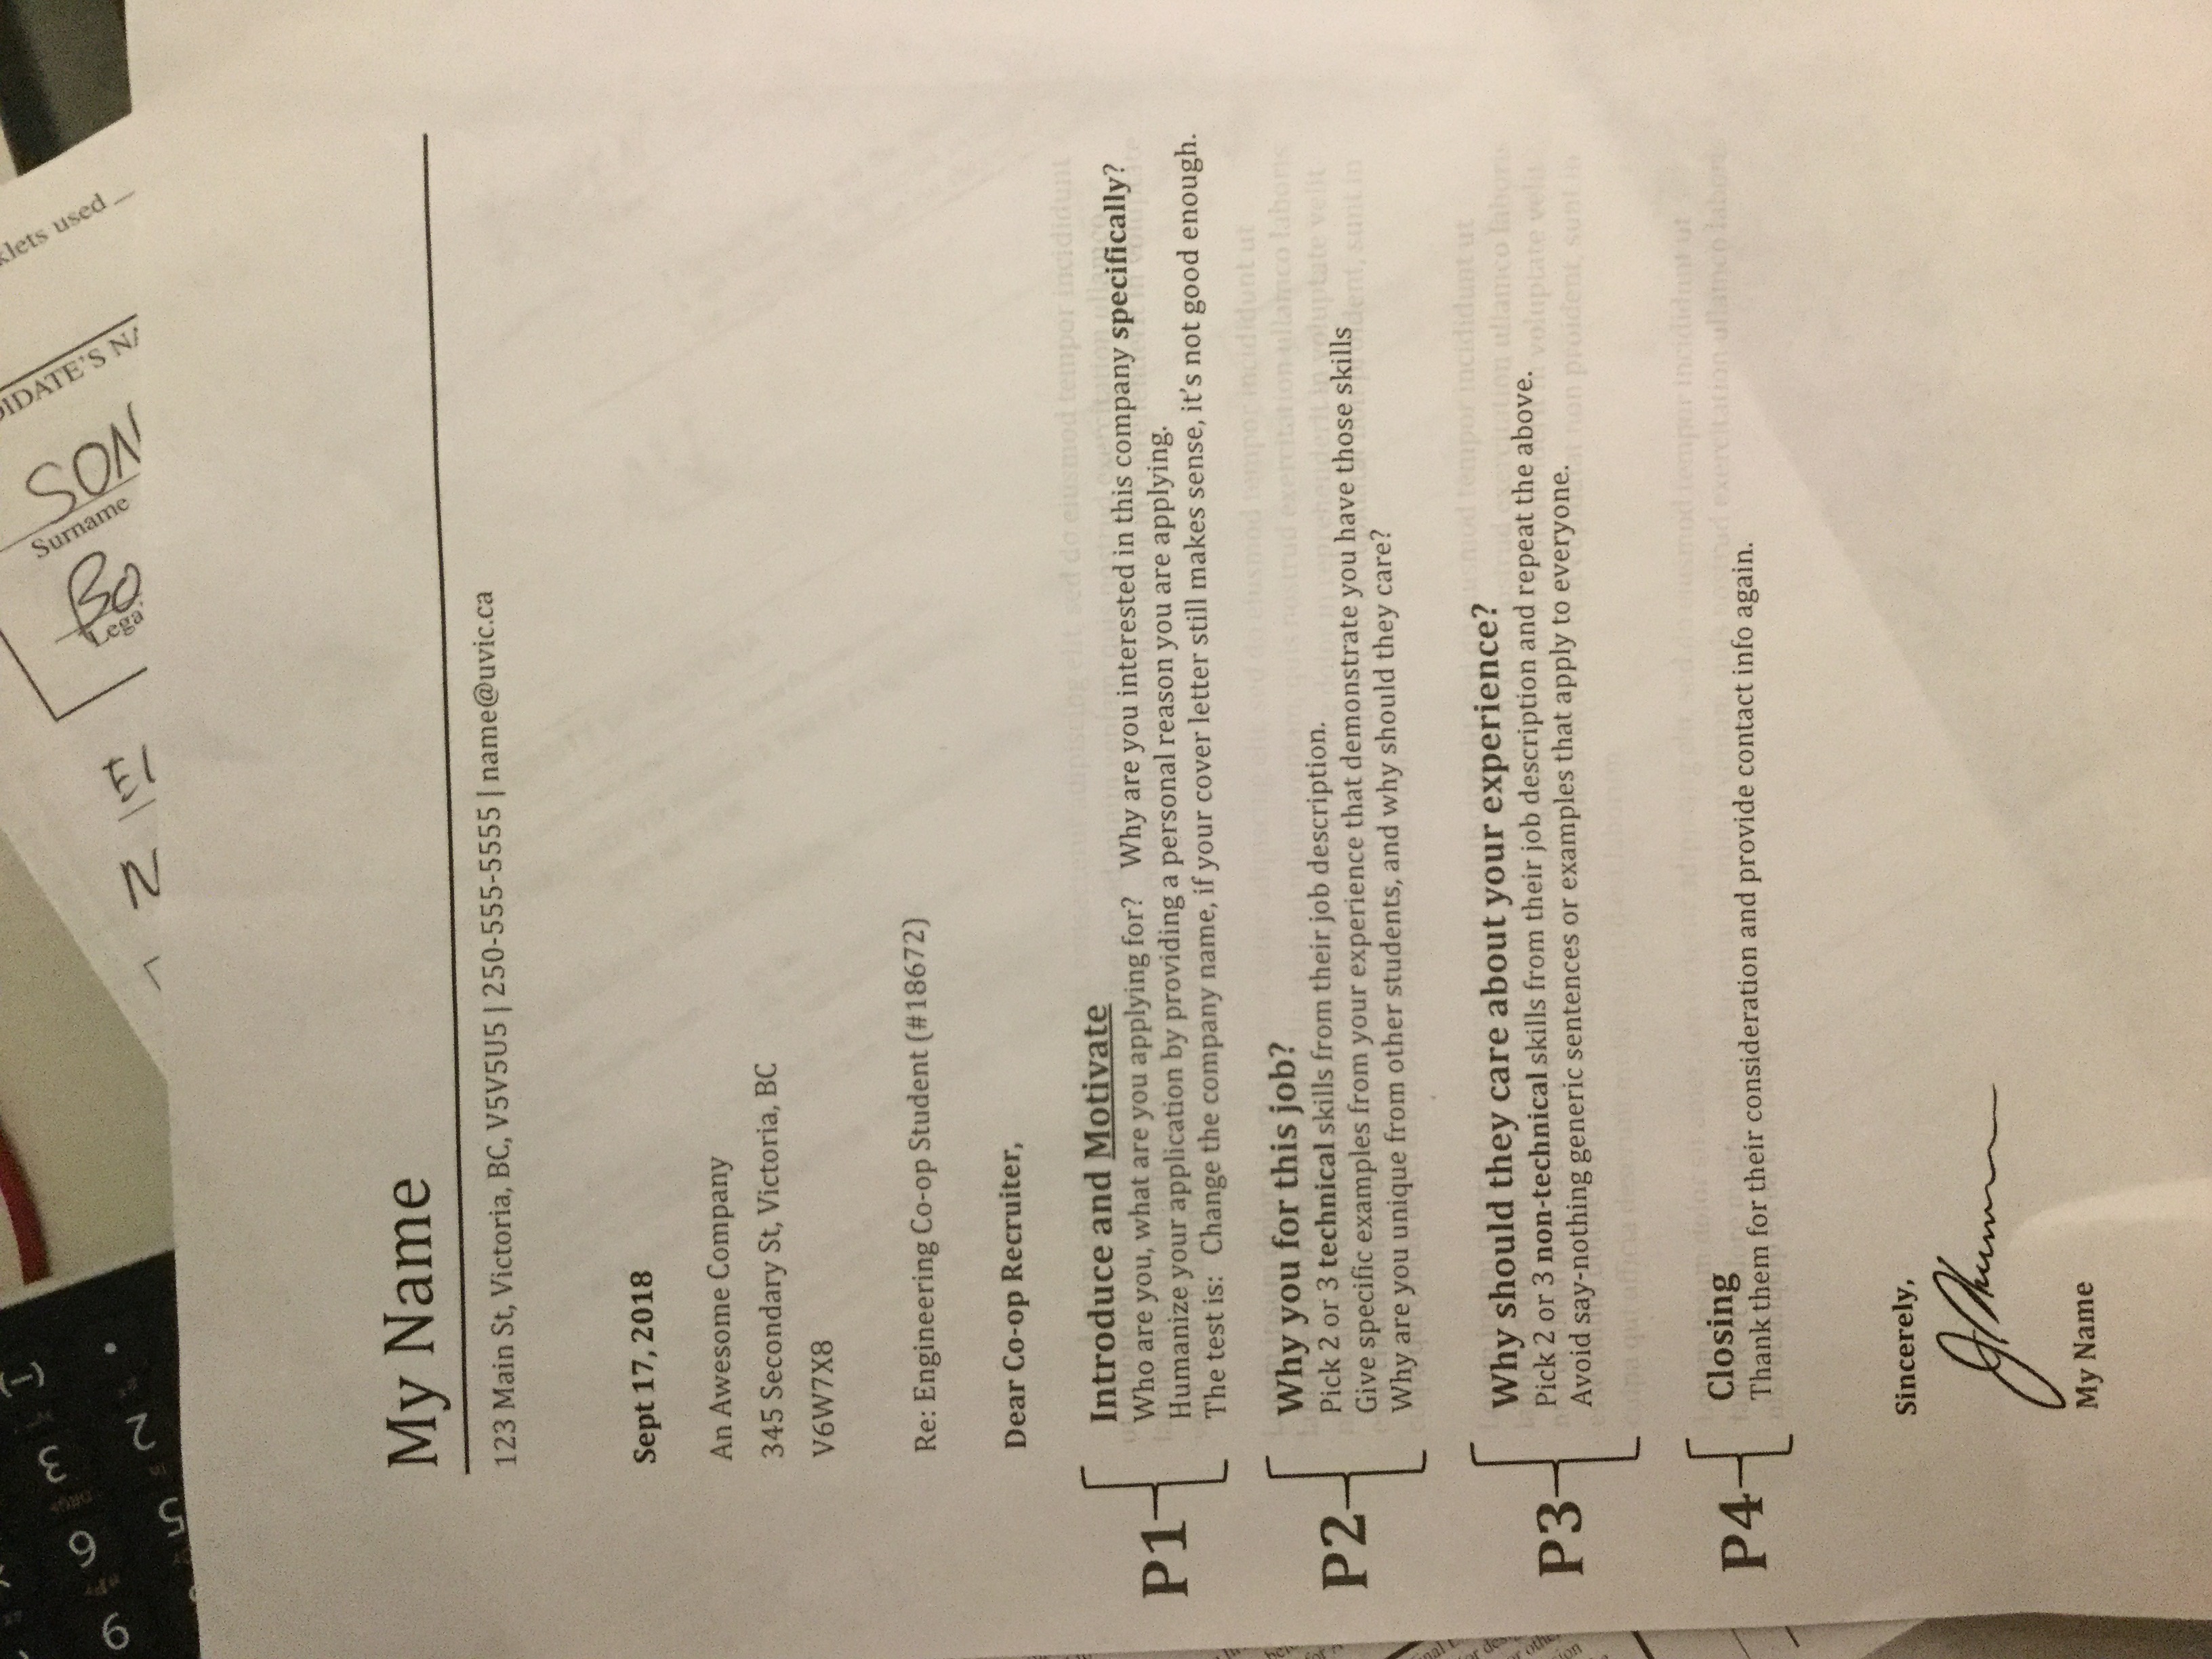 My Name
123 Main St, Victoria, BC, V5V5U5 | 250-555-5555 | name@uvic.ca
Sept 17, 2018
An Awesome Company
345 Secondary St, Victoria, BC
V6W7X8
Re: Engineering Co-op Student (#18672)
Dear Co-op Recruiter,
P1
Introduce and Motivate
Who are you, what are you applying for? Why are you interested in this company specifically?
Humanize your application by providing a personal reason you are applying.
The test is: Change the company name, if your cover letter still makes sense, it's not good enough.
P2
Why you for this job?
Pick 2 or 3 technical skills from their job description.
Give specific examples from your experience that demonstrate you have those skills
Why are you unique from other students, and why should they care?
P3
Why should they care about your experience?
Pick 2 or 3 non-technical skills from their job description and repeat the above.
Avoid say-nothing generic sentences or examples that apply to everyone.
P4
Closing
Thank them for their consideration and provide contact info again.
Sincerely,
My Name
klets used
SON
Surname
BO
2
3
5
6
9